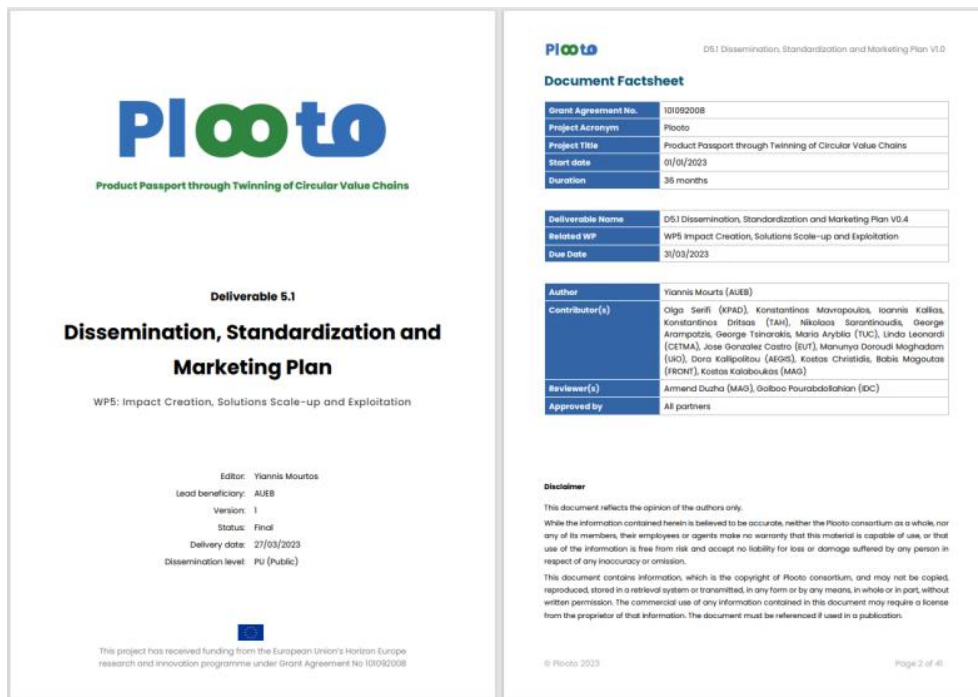 Plooto
Product Passport through Twinning of Circular Value Chains
Deliverable 5.1
Dissemination, Standardization and
Marketing Plan
WP5: Impact Creation, Solutions Scale-up and Exploitation
Editor: Yiannis Mourtos
Lead beneficiary: AUEB
Version: 1
Status: Final
Delivery date: 27/03/2023
Dissemination level: PU (Public)
This project has received funding from the European Union's Horizon Europe
research and innovation programme under Grant Agreement No 101092008
Plooto D5.1 Dissemination, Standardization and Marketing Plan V1.0
Document Factsheet
Grant Agreement No. 101092008
Project Acronym Plooto
Project Title Product Passport through Twinning of Circular Value Chains
Start date 01/01/2023
Duration 36 months
Deliverable Name D5.1 Dissemination, Standardization and Marketing Plan V0.4
Related WP WP5 Impact Creation, Solutions Scale-up and Exploitation
Due Date 31/03/2023
Author Yiannis Mourts (AUEB)
Contributor(s) Olga Serifi (KPAD), Konstantinos Mavropoulos, Ioannis Kallias,
Konstantinos Dritsas (TAH), Nikolaos Sarantinoudis, George
Arampatzis, George Tsinarakis, Maria Aryblia (TUC), Linda Leonardi
(CETMA), Jose Gonzalez Castro (EUT), Manunya Doroudi Moghadam
(UiO), Dora Kallipolitou (AEGIS), Kostas Christidis, Babis Magoutas
(FRONT), Kostas Kalaboukas (MAG)
Reviewer(s) Armend Duzha (MAG), Golboo Pourabdollahian (IDC)
Approved by All partners
Disclaimer
This document reflects the opinion of the authors only.
While the information contained herein is believed to be accurate, neither the Plooto consortium as a whole, nor
any of its members, their employees or agents make no warranty that this material is capable of use, or that
use of the information is free from risk and accept no liability for loss or damage suffered by any person in
respect of any inaccuracy or omission.
This document contains information, which is the copyright of Plooto consortium, and may not be copied,
reproduced, stored in a retrieval system or transmitted, in any form or by any means, in whole or in part, without
written permission. The commercial use of any information contained in this document may require a license
from the proprietor of that information. The document must be referenced if used in a publication.
© Plooto 2023 Page 2 of 41